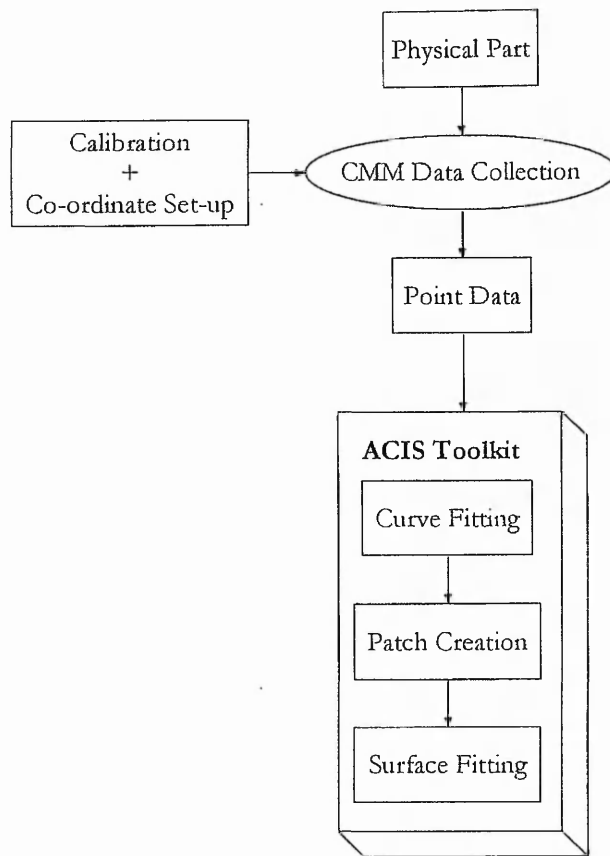 Physical Part
Calibration
+
Co-ordinate Set-up
CMM Data Collection
Point Data
ACIS Toolkit
Curve Fitting
Patch Creation
Surface Fitting